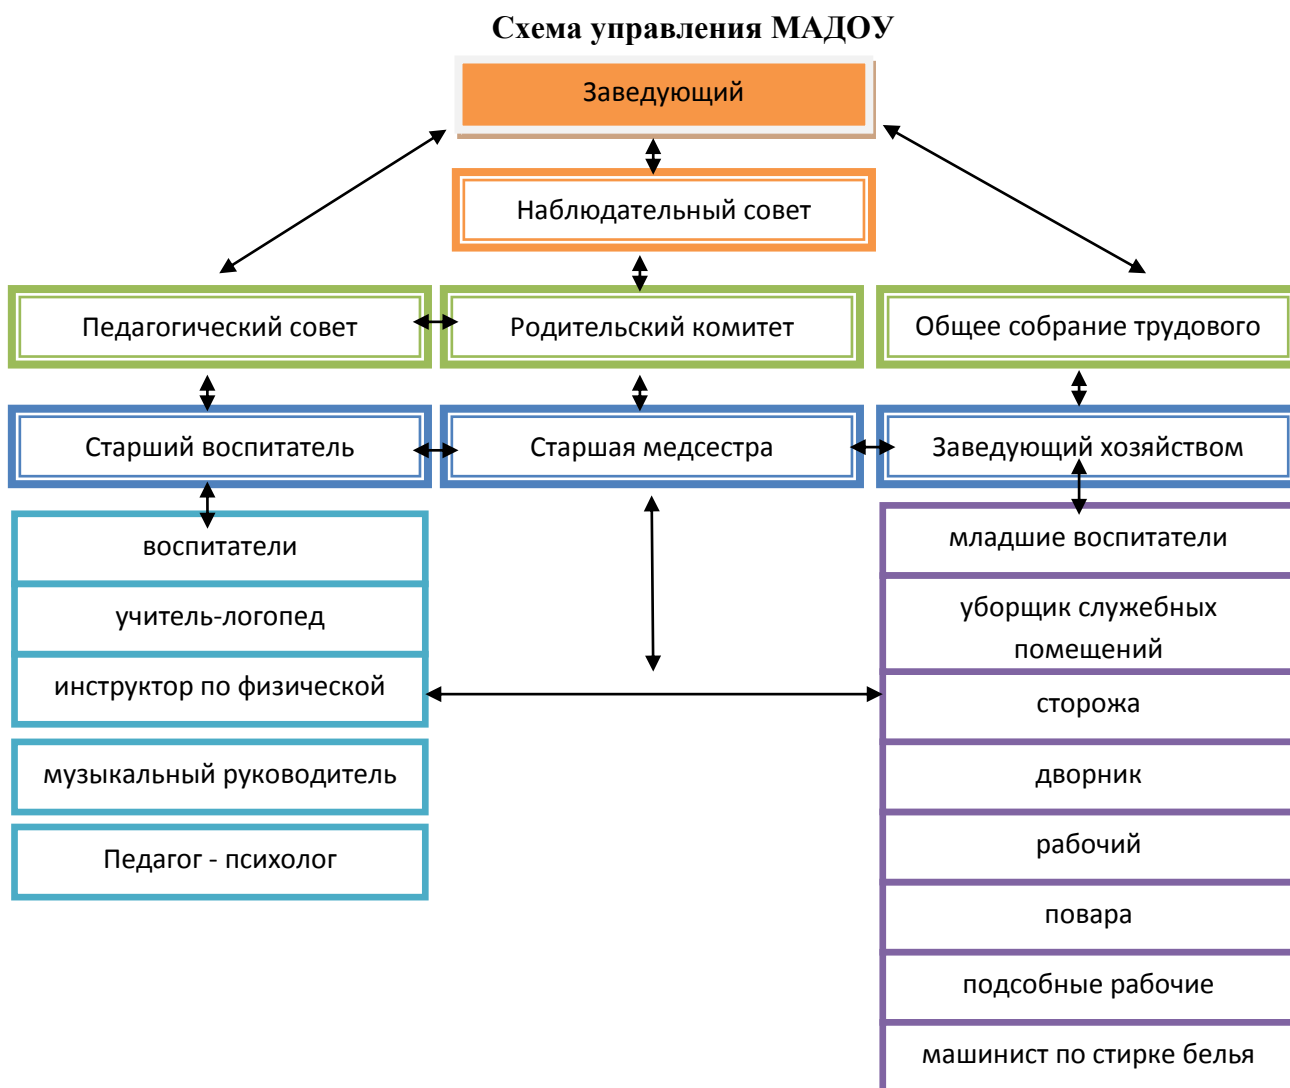 Схема управления МАДОУ
Заведующий
Наблюдательный совет
Педагогический совет
Родительский комитет
Общее собрание трудового
Старший воспитатель
Старшая медсестра
Заведующий хозяйством
воспитатели
учитель-логопед
инструктор по физической
музыкальный руководитель
Педагог - психолог
младшие воспитатели
уборщик служебных
помещений
сторожа
дворник
рабочий
повара
подсобные рабочие
машинист по стирке белья